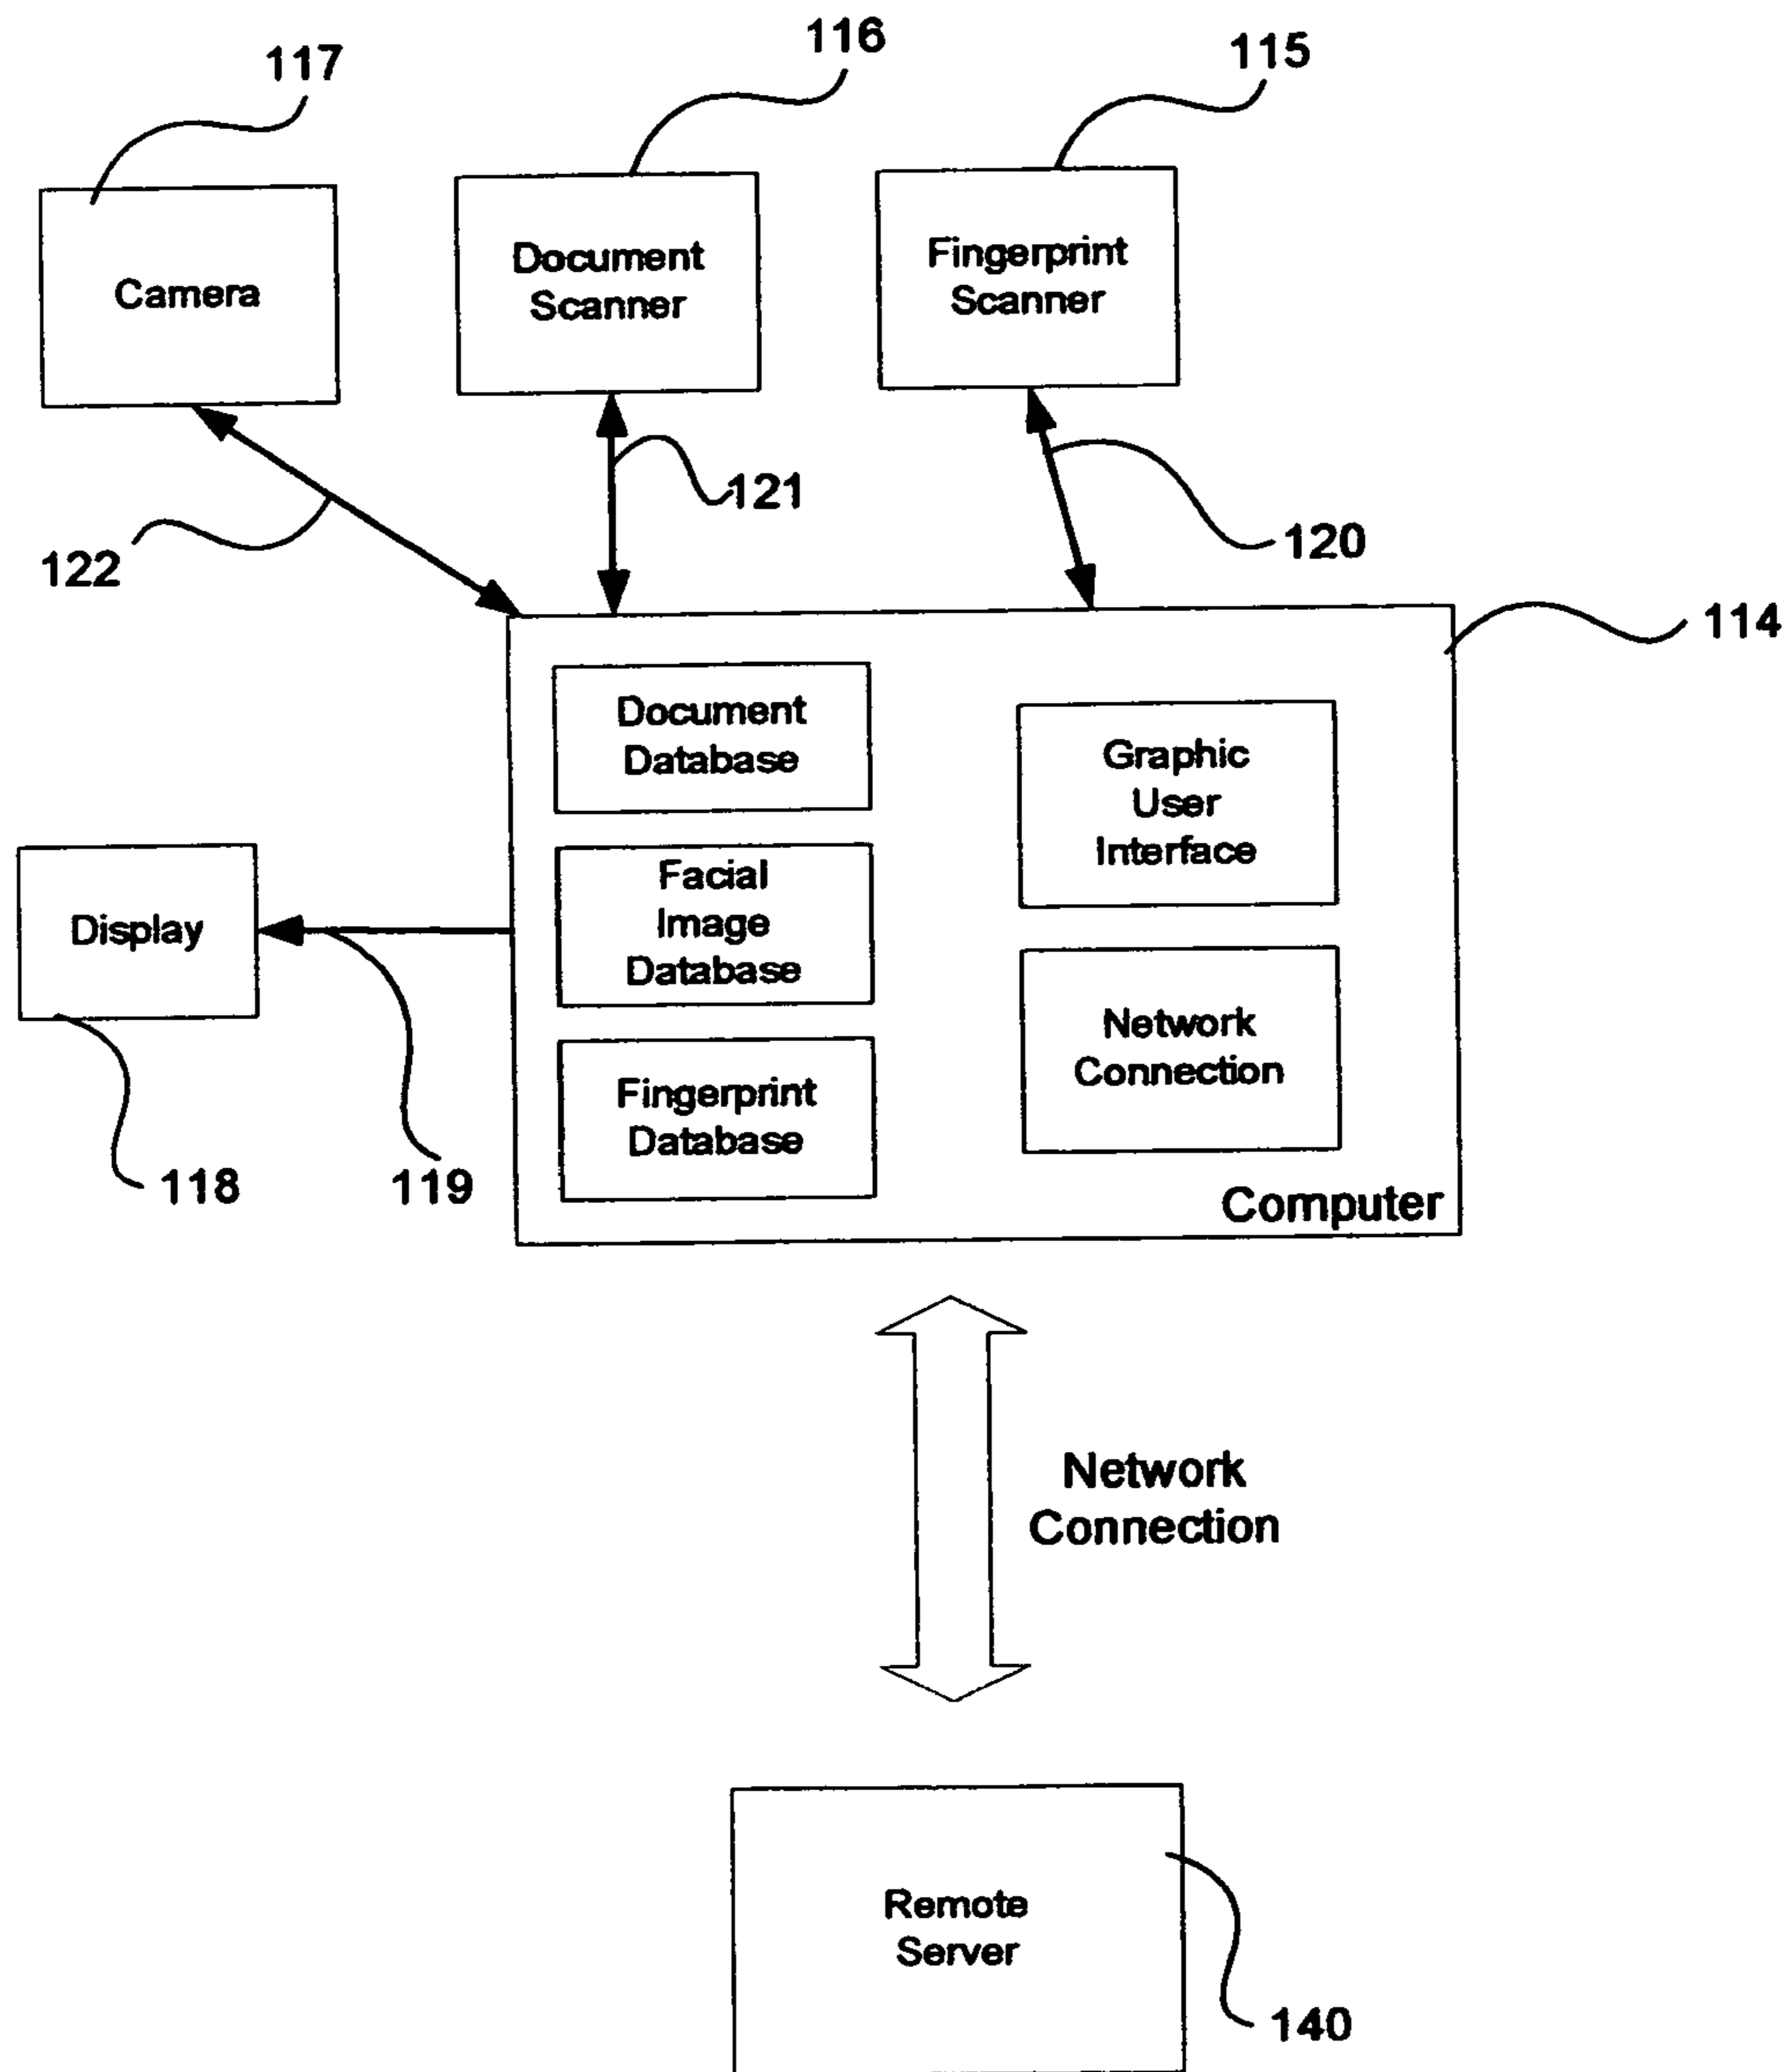 117
116
115
Camera
Document
Scanner
Fingerprint
Scanner
122
121
120
114
Document
Database
Graphic
User
Interface
Facial
Image
Database
Display
Network
Connection
Fingerprint
Database
118
119
Computer
Network
Connection
Remote
Server
140